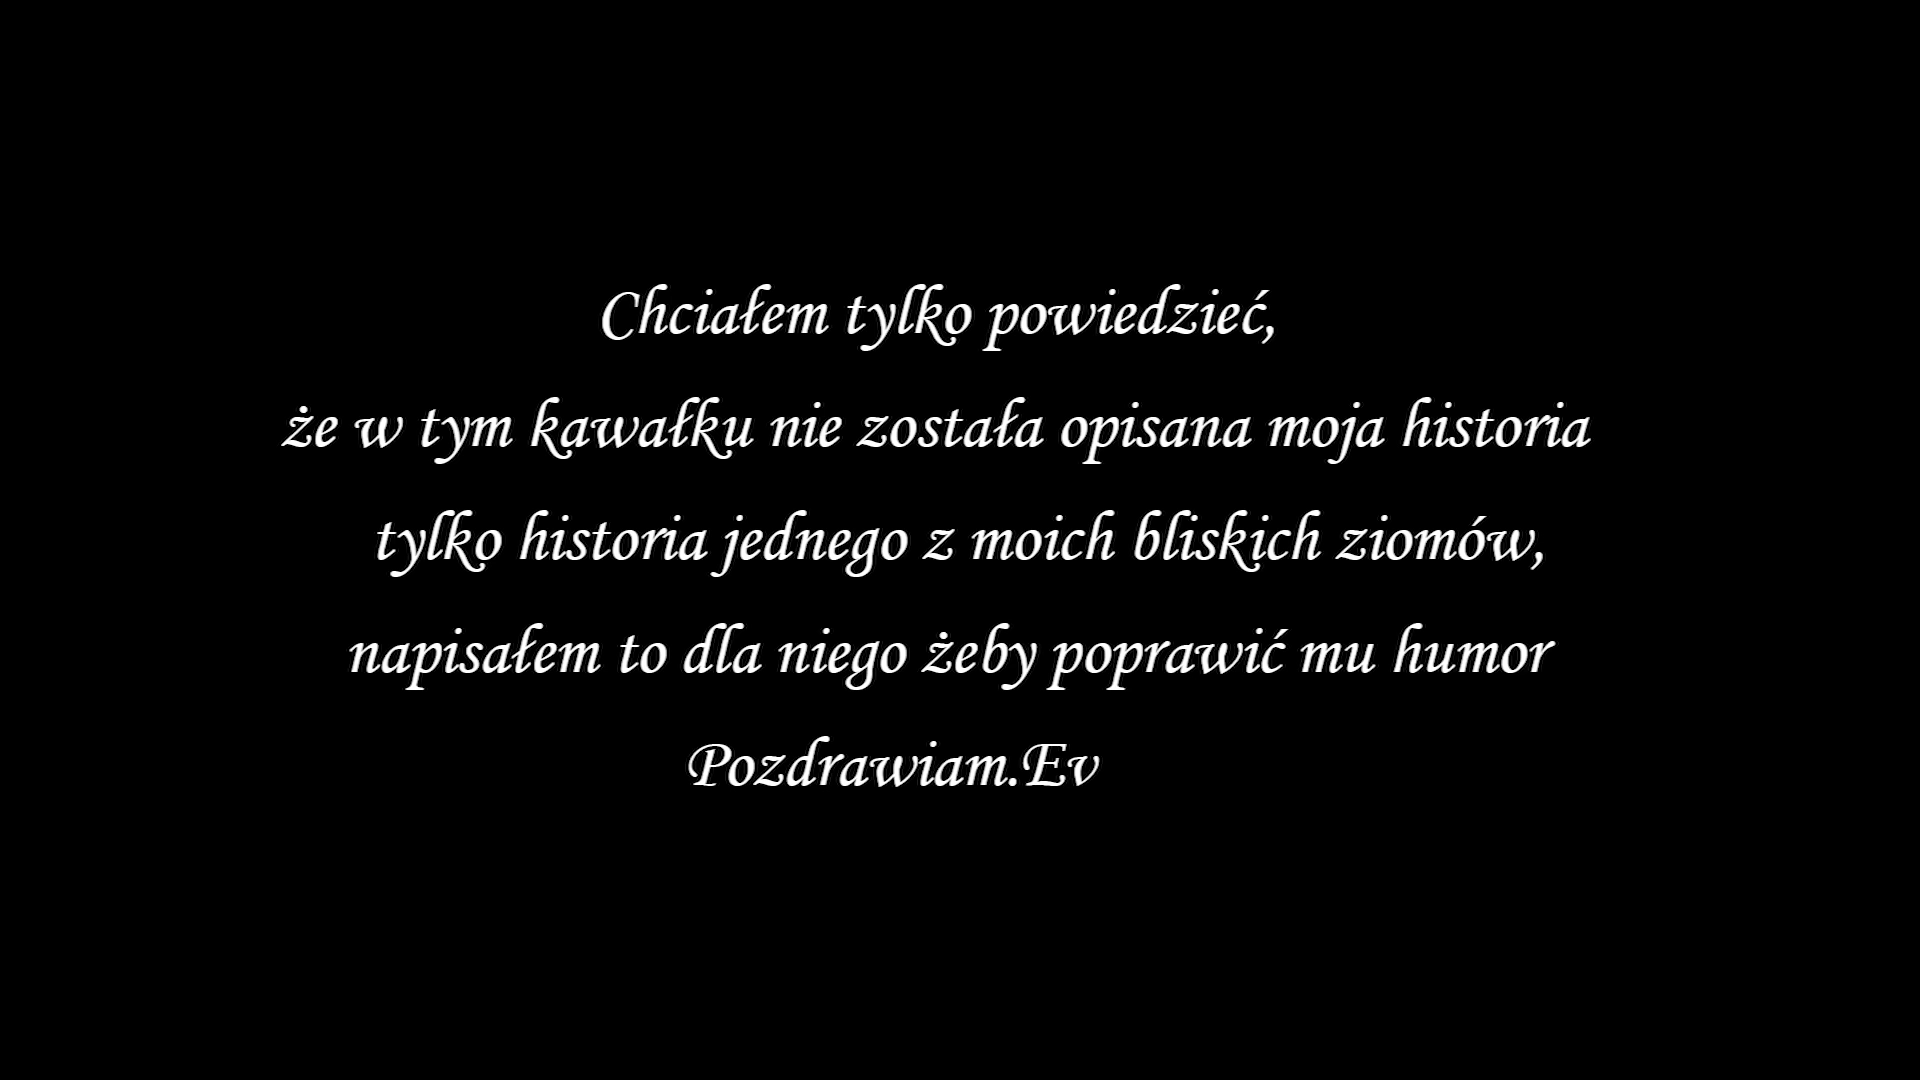 Chciałem tylko powiedzieć,
że w tym kawałku nie została opisana moja historia
tylko historia jednego z moich bliskich ziomów,
napisałem to dla niego żeby poprawić mu humor
Pozdrawiam.Ev